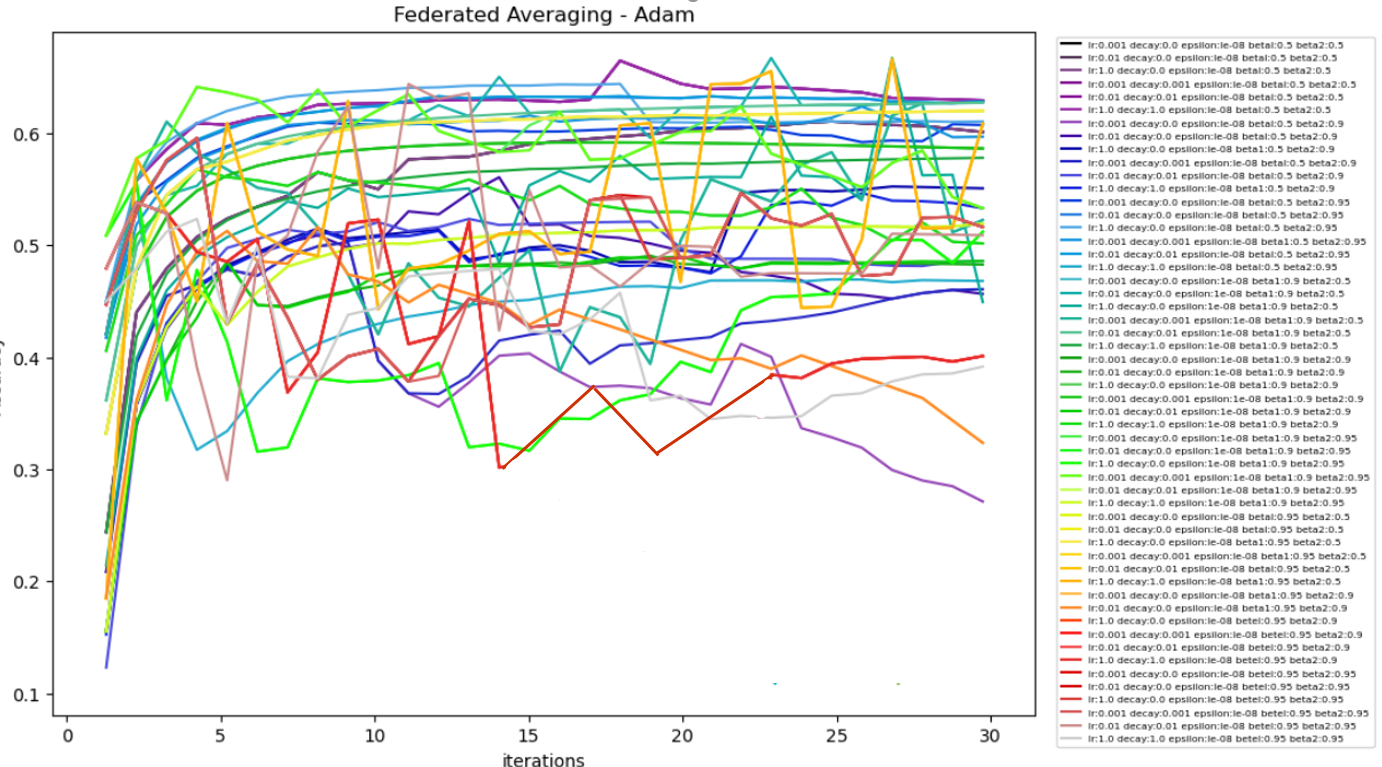 Federated Averaging - Adam
0.6
0.5
0.4
0.3
0.2
0.1
0
5
10
15
20
25
30
iterations
lr:0.001 decay:0.0 epsilon:le-08 betal:0.5 beta2:0.5
lr:0.01 decay:0.0 epsilon:le-08 betal:0.5 beta2:0.5
lr:1.0 decay:0.0 epsilon:le-08 betal:0.5 beta2:0.5
lr:0.001 decay:0.001 epsilon:le-08 betal:0.5 beta2:0.5
lr:0.01 decay:0.01 epsilon:le-08 betal:0.5 beta2:0.5
lr:1.0 decay:1.0 epsilon:le-08 betal:0.5 beta2:0.5
lr:0.001 decay:0.0 epsilon:le-08 betal:0.5 beta2:0.9
lr:0.01 decay:0.0 epsilon:le-08 betal:0.5 beta2:0.9
lr:1.0 decay:0.0 epsilon:le-08 beta1:0.5 beta2:0.9
lr:0.001 decay:0.001 epsilon:le-08 betal:0.5 beta2:0.9
lr:0.01 decay:0.01 epsilon:le-08 betal:0.5 beta2:0.9
lr:1.0 decay:1.0 epsilon:le-08 beta1:0.5 beta2:0.9
lr:0.001 decay:0.0 epsilon:le-08 betal:0.5 beta2:0.95
lr:0.01 decay:0.0 epsilon:le-08 betal:0.5 beta2:0.95
lr:1.0 decay:0.0 epsilon:le-08 betal:0.5 beta2:0.95
lr:0.001 decay:0.001 epsilon:le-08 beta1:0.5 beta2:0.95
lr:0.01 decay:0.01 epsilon:le-08 betal:0.5 beta2:0.95
lr:1.0 decay:1.0 epsilon:le-08 betal:0.5 beta2:0.95
lr:0.001 decay:0.0 epsilon:1e-08 beta1:0.9 beta2:0.5
lr:0.01 decay:0.0 epsilon:1e-08 beta1:0.9 beta2:0.5
lr:1.0 decay:0.0 epsilon:1e-08 beta1:0.9 beta2:0.5
lr:0.001 decay:0.001 epsilon:1e-08 beta1:0.9 beta2:0.5
lr:0.01 decay:0.01 epsilon:1e-08 beta1:0.9 beta2:0.5
lr:1.0 decay:1.0 epsilon:1e-08 beta1:0.9 beta2:0.5
lr:0.001 decay:0.0 epsilon:1e-08 beta1:0.9 beta2:0.9
lr:0.01 decay:0.0 epsilon:1e-08 beta1:0.9 beta2:0.9
lr:1.0 decay:0.0 epsilon:1e-08 beta1:0.9 beta2:0.9
lr:0.001 decay:0.001 epsilon:1e-08 beta1:0.9 beta2:0.9
lr:0.01 decay:0.01 epsilon:1e-08 beta1:0.9 beta2:0.9
lr:1.0 decay:1.0 epsilon:1e-08 beta1:0.9 beta2:0.9
lr:0.001 decay:0.0 epsilon:1e-08 beta1:0.9 beta2:0.95
lr:0.01 decay:0.0 epsilon:1e-08 beta1:0.9 beta2:0.95
lr:1.0 decay:0.0 epsilon:1e-08 beta1:0.9 beta2:0.95
lr:0.001 decay:0.001 epsilon:1e-08 beta1:0.9 beta2:0.95
lr:0.01 decay:0.01 epsilon:1e-08 beta1:0.9 beta2:0.95
lr:1.0 decay:1.0 epsilon:1e-08 beta1:0.9 beta2:0.95
lr:0.001 decay:0.0 epsilon:le-08 betal:0.95 beta2:0.5
lr:0.01 decay:0.0 epsilon:le-08 betal:0.95 beta2:0.5
lr:1.0 decay:0.0 epsilon:le-08 beta1:0.95 beta2:0.5
lr:0.001 decay:0.001 epsilon:le-08 beta1:0.95 beta2:0.5
lr:0.01 decay:0.01 epsilon:le-08 betal:0.95 beta2:0.5
lr:1.0 decay:1.0 epsilon:le-08 beta1:0.95 beta2:0.5
lr:0.001 decay:0.0 epsilon:le-08 beta1:0.95 beta2:0.9
lr:0.01 decay:0.0 epsilon:le-08 beta1:0.95 beta2:0.9
lr:1.0 decay:0.0 epsilon:le-08 betel:0.95 beta2:0.9
lr:0.001 decay:0.001 epsilon:le-08 betel:0.95 beta2:0.9
lr:0.01 decay:0.01 epsilon:le-08 betel:0.95 beta2:0.9
lr:1.0 decay:1.0 epsilon:le-08 betel:0.95 beta2:0.9
lr:0.001 decay:0.0 epsilon:le-08 betel:0.95 beta2:0.95
lr:0.01 decay:0.0 epsilon:le-08 betel:0.95 beta2:0.95
lr:1.0 decay:0.0 epsilon:le-08 betel:0.95 beta2:0.95
lr:0.001 decay:0.001 epsilon:le-08 betel:0.95 beta2:0.95
lr:0.01 decay:0.01 epsilon:le-08 betel:0.95 beta2:0.95
lr:1.0 decay:1.0 epsilon:le-08 betel:0.95 beta2:0.95